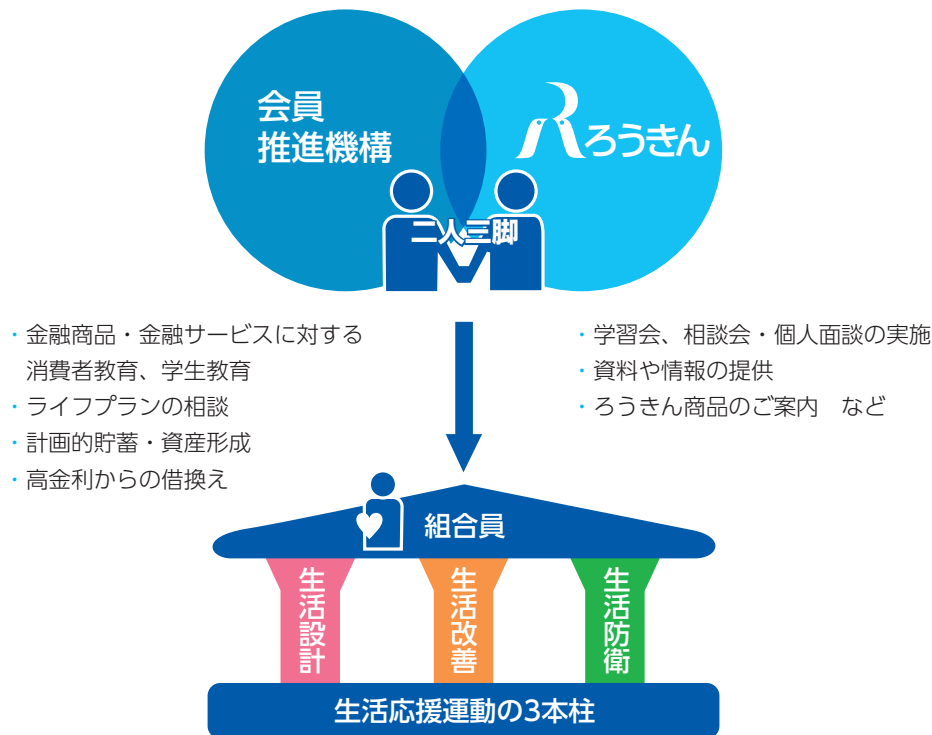 会員
推進機構
ろうきん
二人三脚
・金融商品・金融サービスに対する
消費者教育、学生教育
・ライフプランの相談
・計画的貯蓄・資産形成
・高金利からの借換え
・学習会、相談会・個人面談の実施
・資料や情報の提供
・ろうきん商品のご案内　など
組合員
生活設計
生活改善
生活防衛
生活応援運動の3本柱